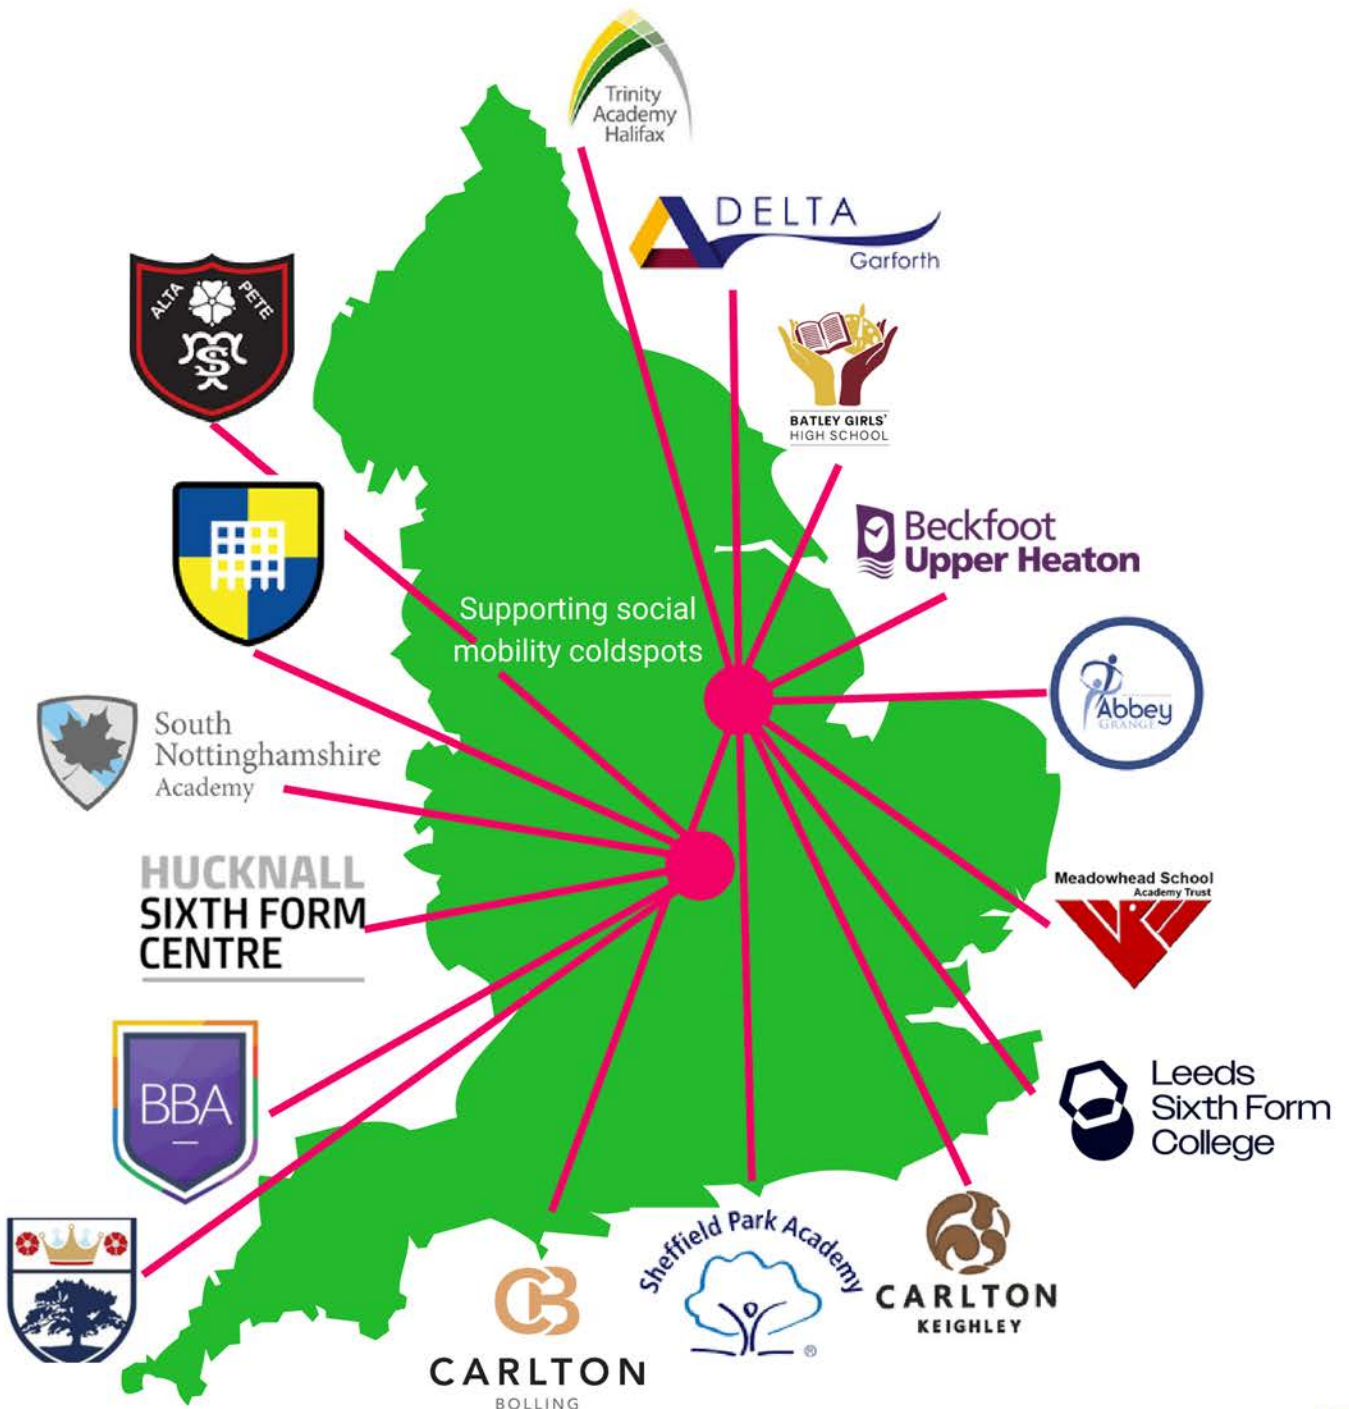 Trinity
Academy
Halifax
DELTA
Garforth
ALTA PETE
BATLEY GIRLS'
HIGH SCHOOL
Beckfoot
Upper Heaton
Supporting social
mobility coldspots
Abbey
GRANGE
South
Nottinghamshire
Academy
HUCKNALL
SIXTH FORM
CENTRE
Meadowhead School
Academy Trust
BBA
Leeds
Sixth Form
College
Sheffield Park Academy
®
CARLTON
KEIGHLEY
CB
CARLTON
BOLLING